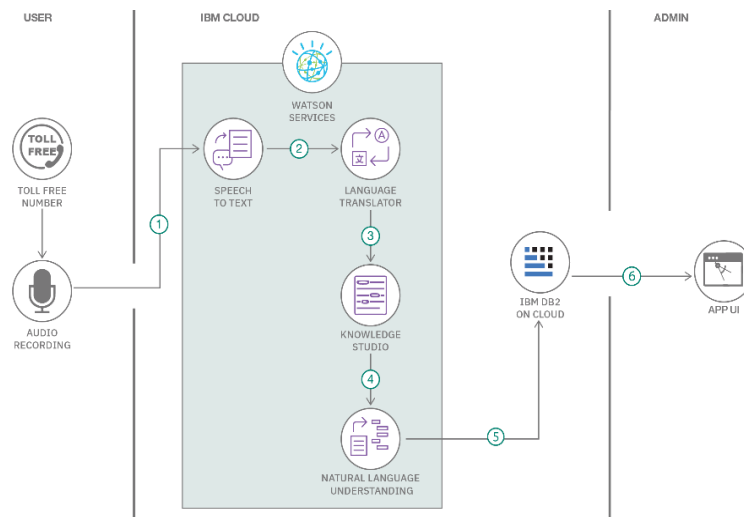 USER
IBM CLOUD
ADMIN
WATSON
SERVICES
TOLL
FREE
TOLL FREE
NUMBER
AUDIO
RECORDING
1
SPEECH
TO TEXT
2
A
文
LANGUAGE
TRANSLATOR
3
KNOWLEDGE
STUDIO
4
NATURAL LANGUAGE
UNDERSTANDING
5
IBM DB2
ON CLOUD
6
APP UI